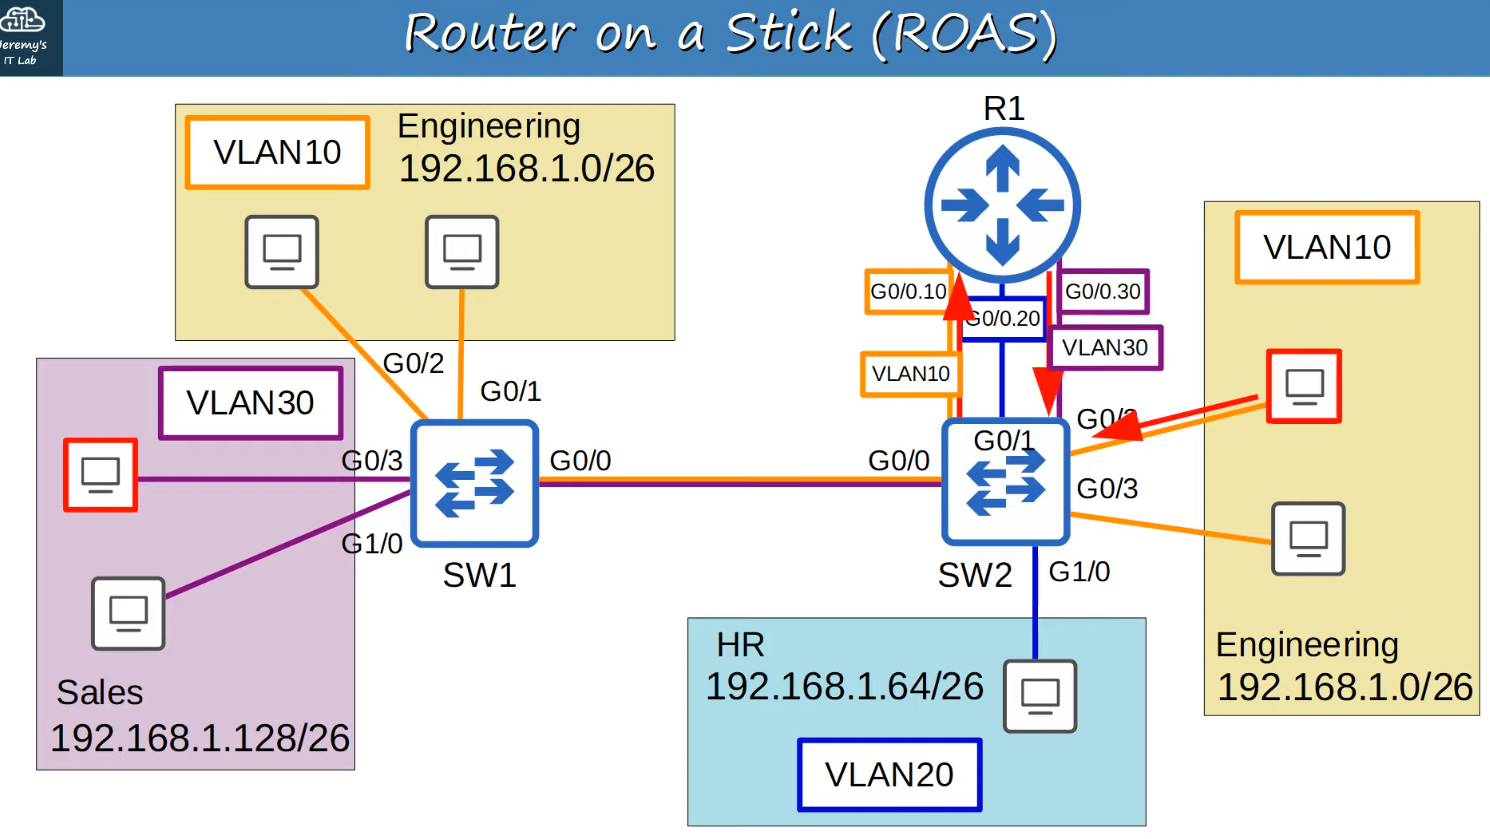 Jeremy's
IT Lab
Router on a Stick (ROAS)
R1
VLAN10
Engineering
192.168.1.0/26
VLAN10
G0/0.10
G0/0.20
G0/0.30
VLAN30
VLAN10
G0/2
G0/1
VLAN30
G0/3
G0/0
G1/0
SW1
Sales
192.168.1.128/26
G0/0
G0/1
G0/3
SW2
G1/0
HR
192.168.1.64/26
VLAN20
Engineering
192.168.1.0/26